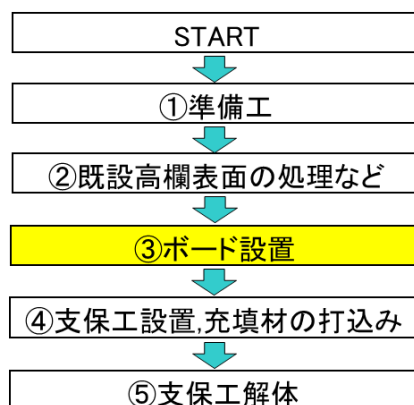 START
①準備工
②既設高欄表面の処理など
③ボード設置
④支保工設置,充填材の打込み
⑤支保工解体